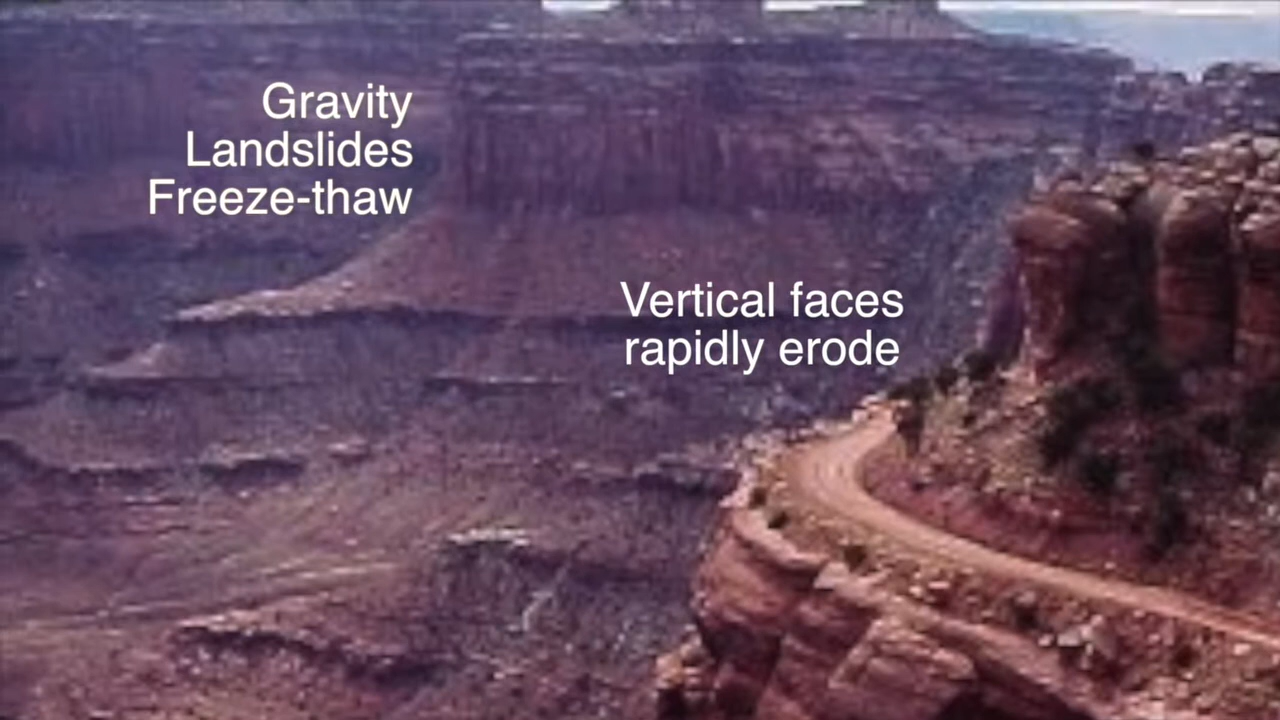 Gravity
Landslides
Freeze-thaw
Vertical faces
rapidly erode